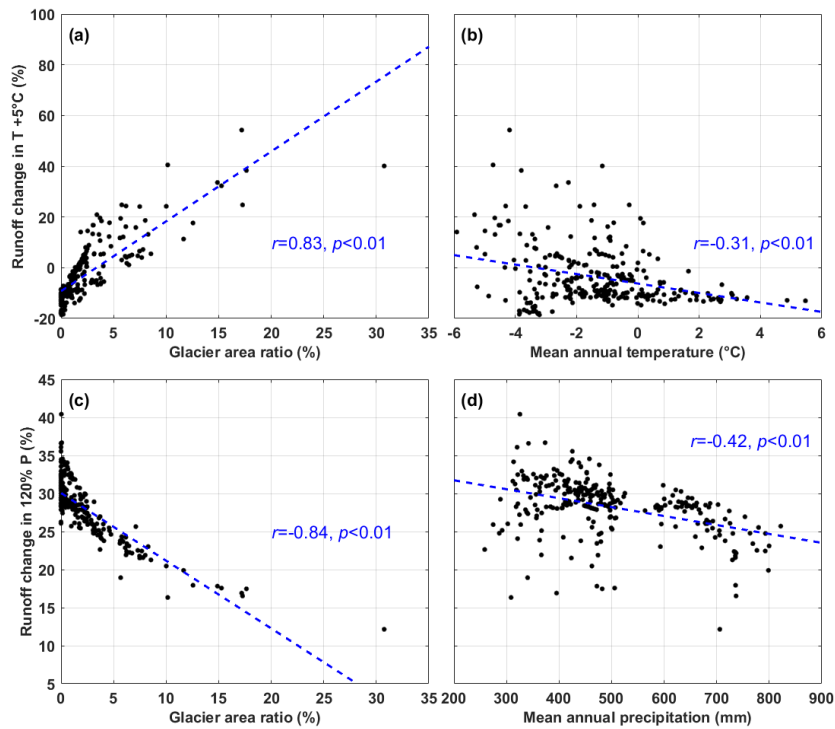 (a)
(b)
100
80
60
40
20
0
-20
Runoff change in T +5°C (%)
r=0.83, p<0.01
r=-0.31, p<0.01
0 5 10 15 20 25 30 35
-6 -4 -2 0 2 4 6
Glacier area ratio (%)
Mean annual temperature (°C)
(c)
(d)
45
40
35
30
25
20
15
10
5
Runoff change in 120% P (%)
r=-0.84, p<0.01
r=-0.42, p<0.01
0 5 10 15 20 25 30 35
200 300 400 500 600 700 800 900
Glacier area ratio (%)
Mean annual precipitation (mm)